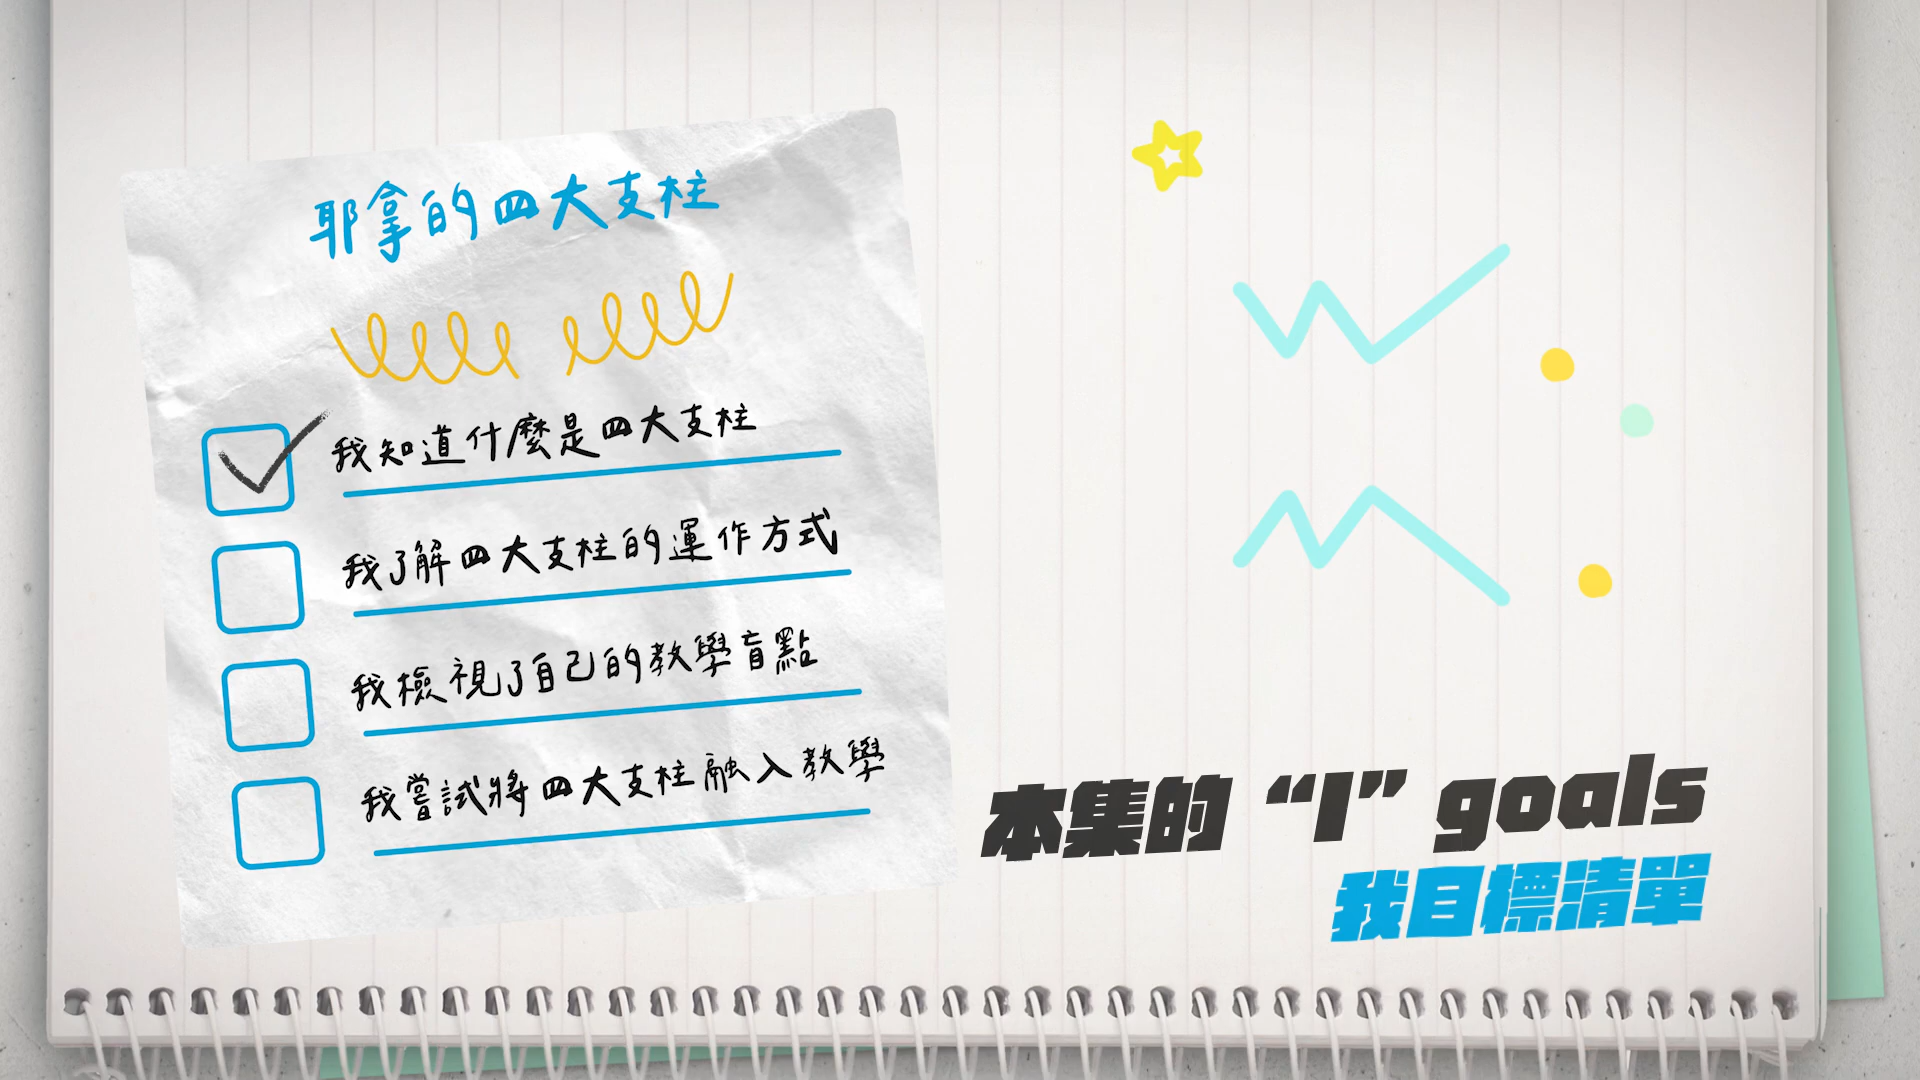 耶拿的四大支柱
我知道什麼是四大支柱
我了解四大支柱的運作方式
我檢視了自己的教學盲點
我嘗試將四大支柱融入教學
本集的 “I” goals
我目標清單